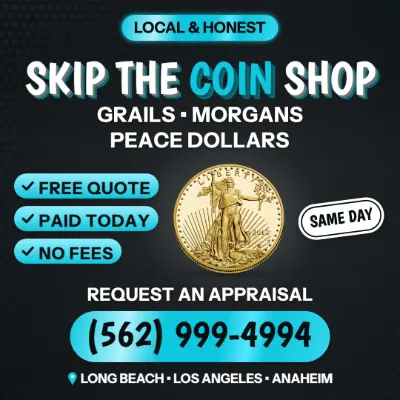 LOCAL & HONEST
SKIP THE COIN SHOP
GRAILS ▪ MORGANS
PEACE DOLLARS
✓ FREE QUOTE
✓ PAID TODAY
✓ NO FEES
LIBERTY
SAME DAY
REQUEST AN APPRAISAL
(562) 999-4994
LONG BEACH ▪ LOS ANGELES ▪ ANAHEIM